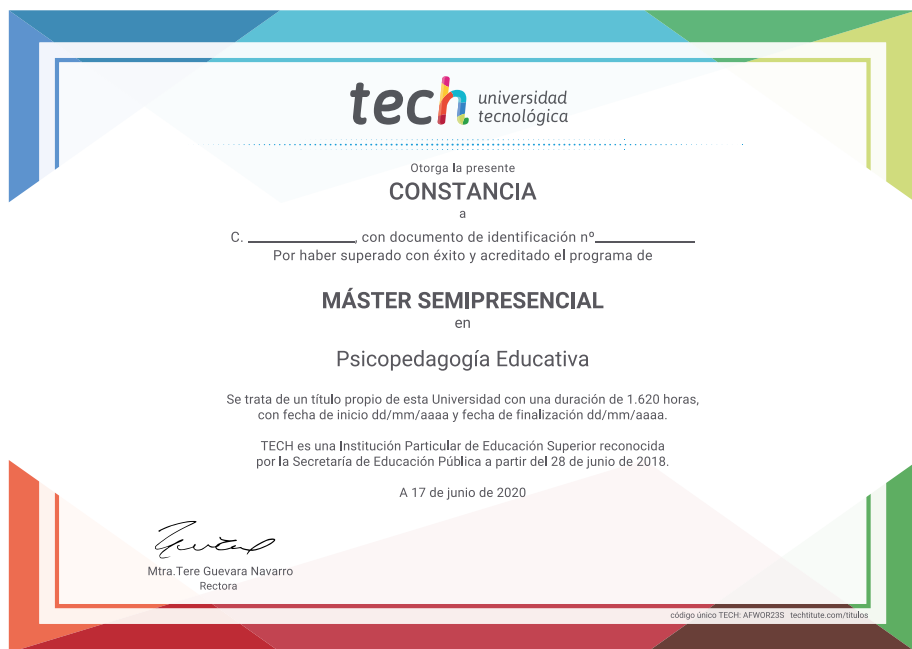 tech universidad
tecnológica
Otorga la presente
CONSTANCIA
a
C. ____________, con documento de identificación nº____________
Por haber superado con éxito y acreditado el programa de
MÁSTER SEMIPRESENCIAL
en
Psicopedagogía Educativa
Se trata de un título propio de esta Universidad con una duración de 1.620 horas,
con fecha de inicio dd/mm/aaaa y fecha de finalización dd/mm/aaaa.
TECH es una Institución Particular de Educación Superior reconocida
por la Secretaría de Educación Pública a partir del 28 de junio de 2018.
A 17 de junio de 2020
Mtra.Tere Guevara Navarro
Rectora
código único TECH: AFWOR23S techtitute.com/titulos